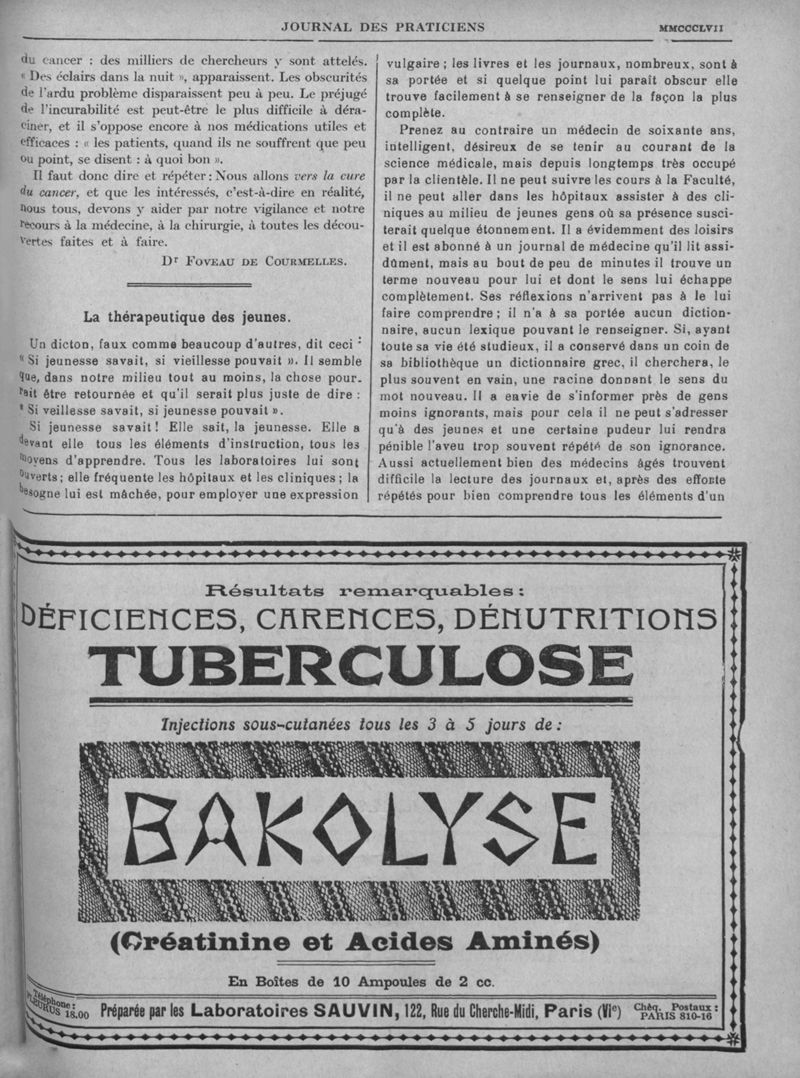 JOURNAL DES PRATICIENS
MMCCCLVII
du cancer : des milliers de chercheurs y sont attelés.
« Des éclairs dans la nuit », apparaissent. Les obscurités
de l'ardu problème disparaissent peu à peu. Le préjugé
de l'incurabilité est peut-être le plus difficile à déra-
ciner, et il s'oppose encore à nos médications utiles et
efficaces : « les patients, quand ils ne souffrent que peu
ou point, se disent : à quoi bon ».
Il faut donc dire et répéter : Nous allons vers la cure
du cancer, et que les intéressés, c'est-à-dire en réalité,
nous tous, devons y aider par notre vigilance et notre
recours à la médecine, à la chirurgie, à toutes les décou-
vertes faites et à faire.
Dr FOVEAU DE COURMELLES.
La thérapeutique des jeunes.
Un dicton, faux comme beaucoup d'autres, dit ceci :
« Si jeunesse savait, si vieillesse pouvait ». Il semble
que, dans notre milieu tout au moins, la chose pour-
rait être retournée et qu'il serait plus juste de dire :
« Si veillesse savait, si jeunesse pouvait ».
Si jeunesse savait ! Elle sait, la jeunesse. Elle a
devant elle tous les éléments d'instruction, tous les
moyens d'apprendre. Tous les laboratoires lui sont
ouverts ; elle fréquente les hôpitaux et les cliniques ; la
besogne lui est mâchée, pour employer une expression
vulgaire ; les livres et les journaux, nombreux, sont à
sa portée et si quelque point lui paraît obscur elle
trouve facilement à se renseigner de la façon la plus
complète.
Prenez au contraire un médecin de soixante ans,
intelligent, désireux de se tenir au courant de la
science médicale, mais depuis longtemps très occupé
par la clientèle. Il ne peut suivre les cours à la Faculté,
il ne peut aller dans les hôpitaux assister à des cli-
niques au milieu de jeunes gens où sa présence susci-
terait quelque étonnement. Il a évidemment des loisirs
et il est abonné à un journal de médecine qu'il lit assi-
dûment, mais au bout de peu de minutes il trouve un
terme nouveau pour lui et dont le sens lui échappe
complètement. Ses réflexions n'arrivent pas à le lui
faire comprendre ; il n'a à sa portée aucun diction-
naire, aucun lexique pouvant le renseigner. Si, ayant
toute sa vie été studieux, il a conservé dans un coin de
sa bibliothèque un dictionnaire grec, il cherchera, le
plus souvent en vain, une racine donnant le sens du
mot nouveau. Il a envie de s'informer près de gens
moins ignorants, mais pour cela il ne peut s'adresser
qu'à des jeunes et une certaine pudeur lui rendra
pénible l'aveu trop souvent répété de son ignorance.
Aussi actuellement bien des médecins âgés trouvent
difficile la lecture des journaux et, après des efforts
répétés pour bien comprendre tous les éléments d'un
Résultats remarquables :
DÉFICIENCES, CARENCES, DÉNUTRITIONS
TUBERCULOSE
Injections sous-cutanées tous les 3 à 5 jours de :
BAKOLYSE
(Créatinine et Acides Aminés)
En Boîtes de 10 Ampoules de 2 cc.
Téléphone :
FLEURUS 18.00
Préparée par les Laboratoires SAUVIN, 122, Rue du Cherche-Midi, Paris (VIe)
Chèq. Postaux :
PARIS 810-16